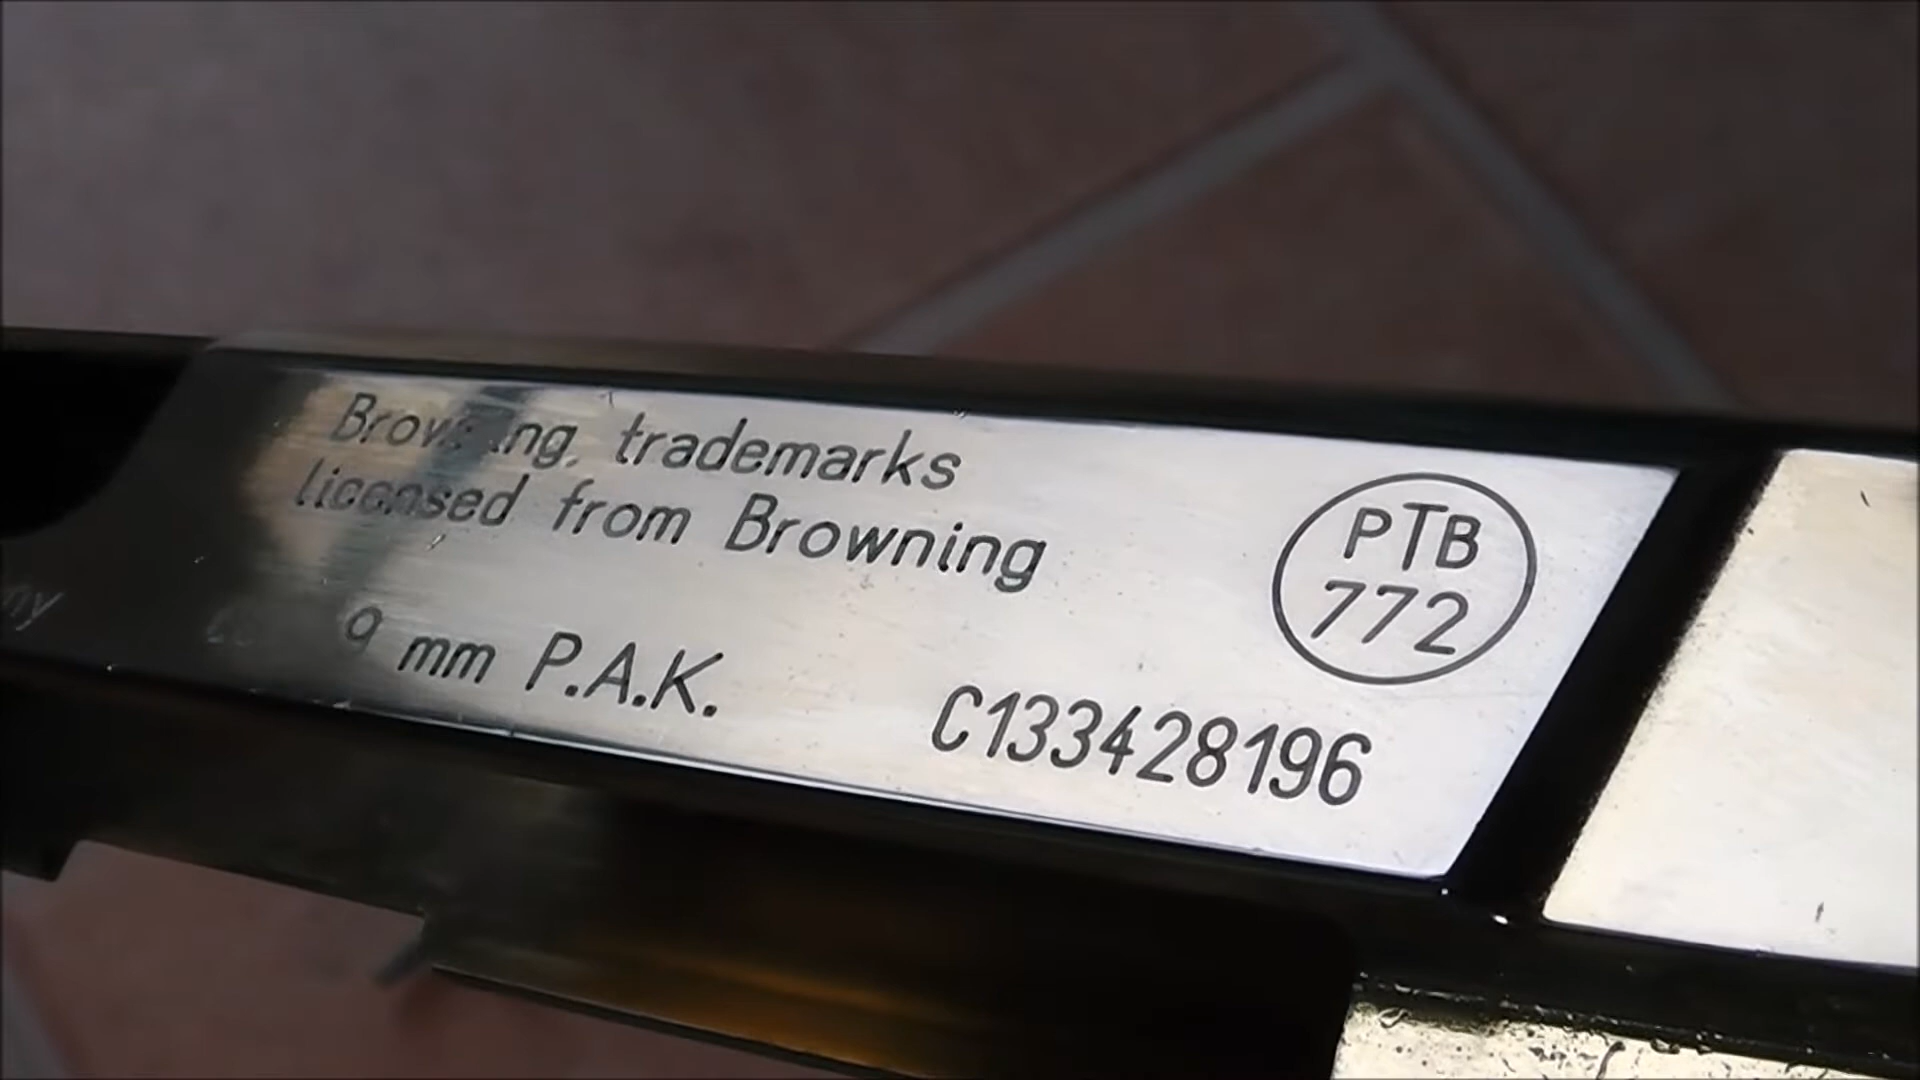 Browning, trademarks
licensed from Browning
PTB
772
9 mm P.A.K.
C133428196